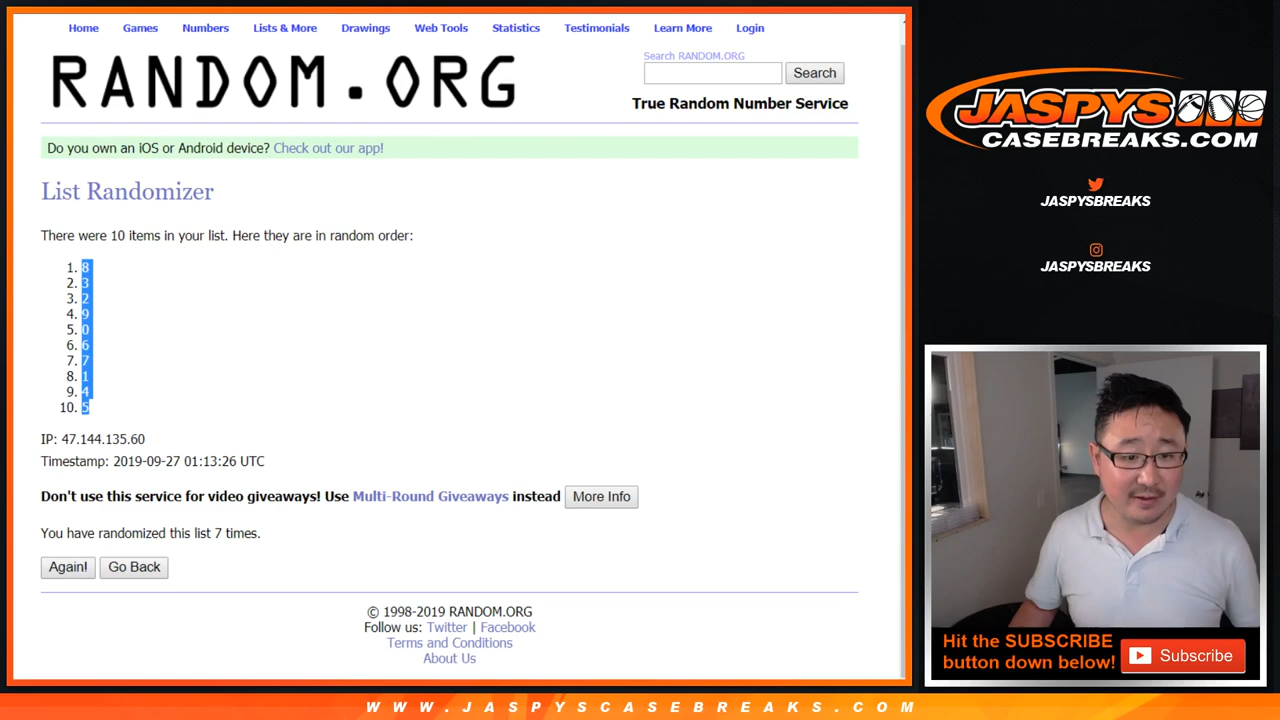 Home Games Numbers Lists & More Drawings Web Tools Statistics Testimonials Learn More Login
RANDOM.ORG
Search RANDOM.ORG
Search
True Random Number Service
Do you own an iOS or Android device? Check out our app!
List Randomizer
There were 10 items in your list. Here they are in random order:
1. 8
2. 3
3. 2
4. 9
5. 0
6. 6
7. 7
8. 1
9. 4
10. 5
IP: 47.144.135.60
Timestamp: 2019-09-27 01:13:26 UTC
Don't use this service for video giveaways! Use Multi-Round Giveaways instead More Info
You have randomized this list 7 times.
Again! Go Back
© 1998-2019 RANDOM.ORG
Follow us: Twitter | Facebook
Terms and Conditions
About Us
JASPYS
CASEBREAKS.COM
JASPYSBREAKS
JASPYSBREAKS
Hit the SUBSCRIBE
button down below!
Subscribe
WWW.JASPYSCASEBREAKS.COM